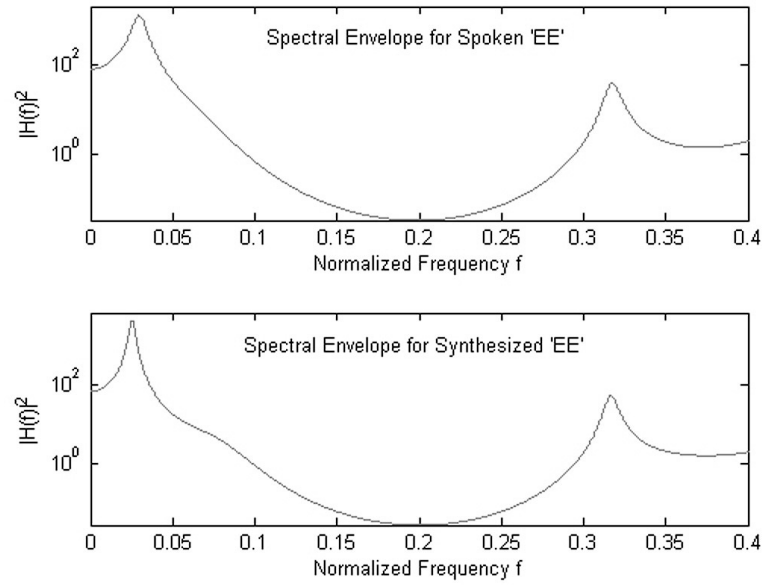 Spectral Envelope for Spoken 'EE'
10^2
10^0
|H(f)|^2
0 0.05 0.1 0.15 0.2 0.25 0.3 0.35 0.4
Normalized Frequency f
Spectral Envelope for Synthesized 'EE'
10^2
10^0
|H(f)|^2
0 0.05 0.1 0.15 0.2 0.25 0.3 0.35 0.4
Normalized Frequency f